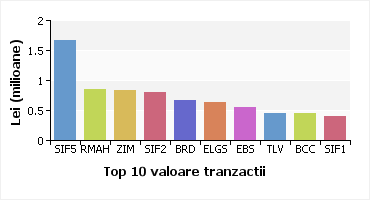 Lei (milioane)
2
1.5
1
0.5
0
SIF5 RMAH ZIM SIF2 BRD ELGS EBS TLV BCC SIF1
Top 10 valoare tranzactii